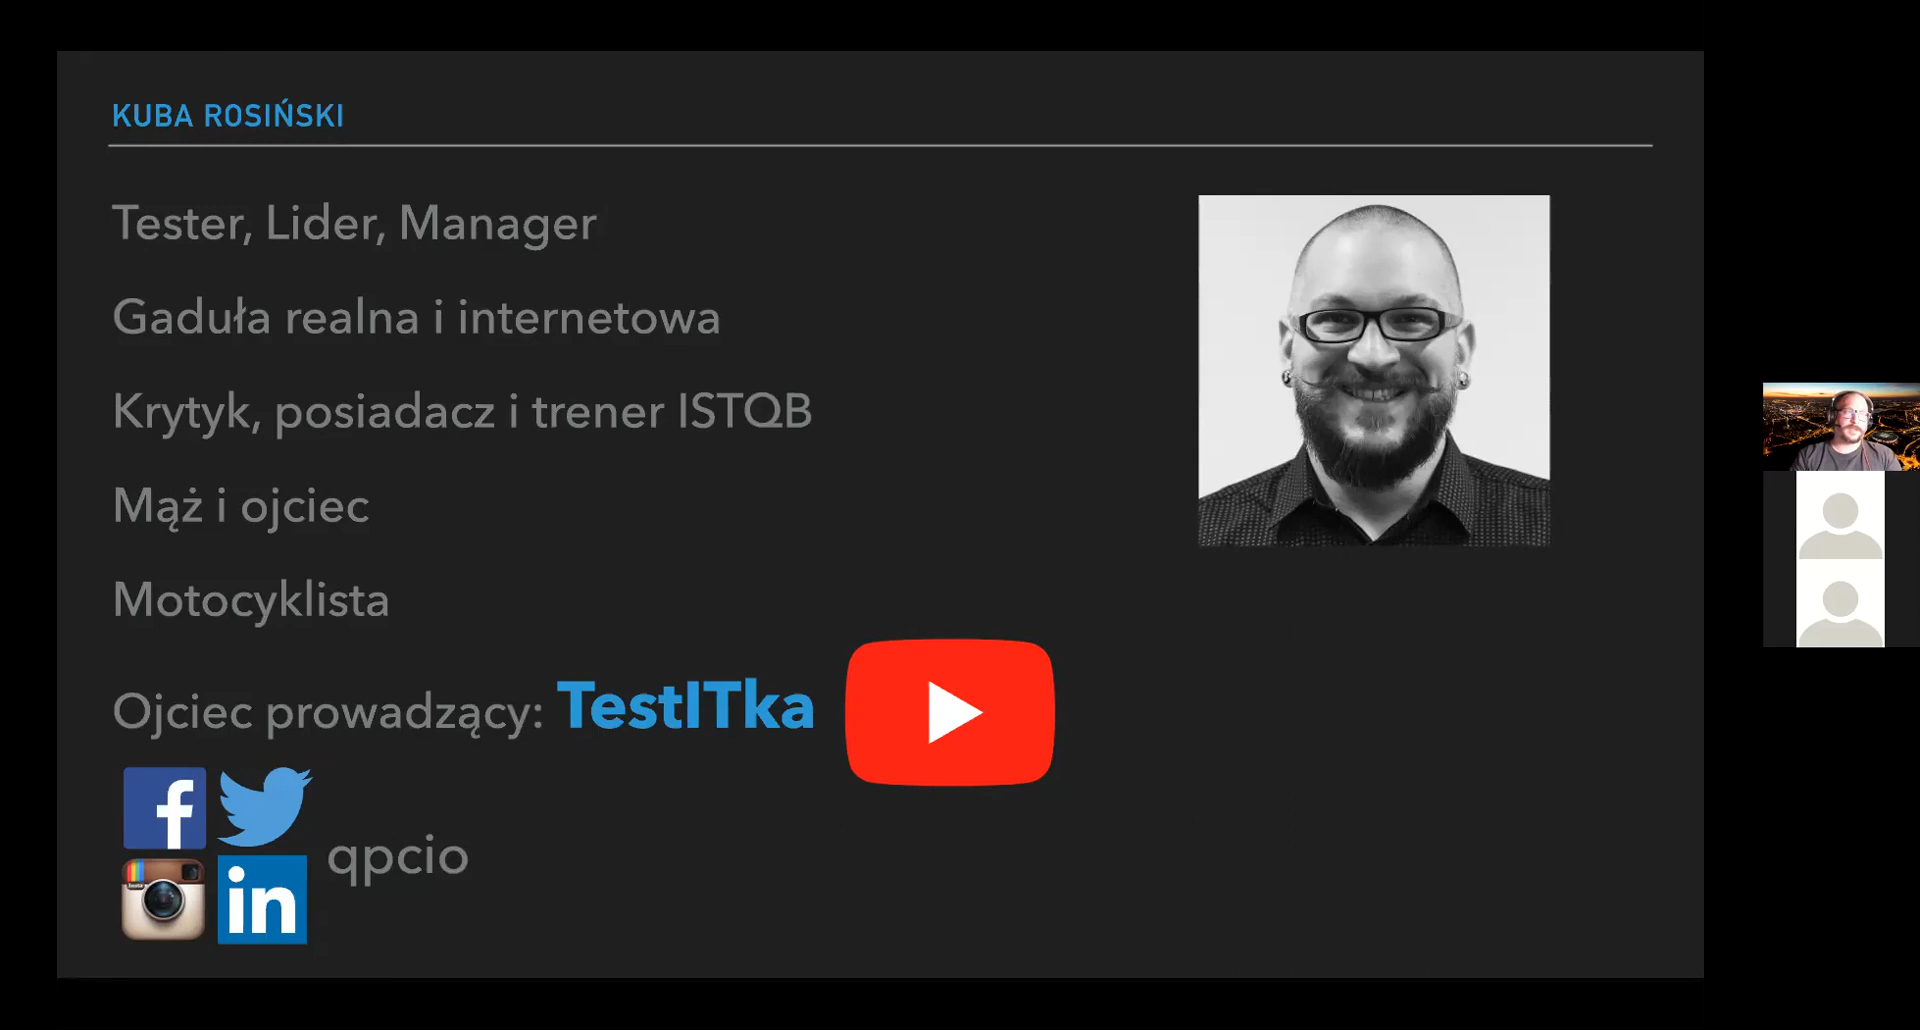 KUBA ROSIŃSKI
Tester, Lider, Manager
Gaduła realna i internetowa
Krytyk, posiadacz i trener ISTQB
Mąż i ojciec
Motocyklista
Ojciec prowadzący: TestITka
f
in
qpcio